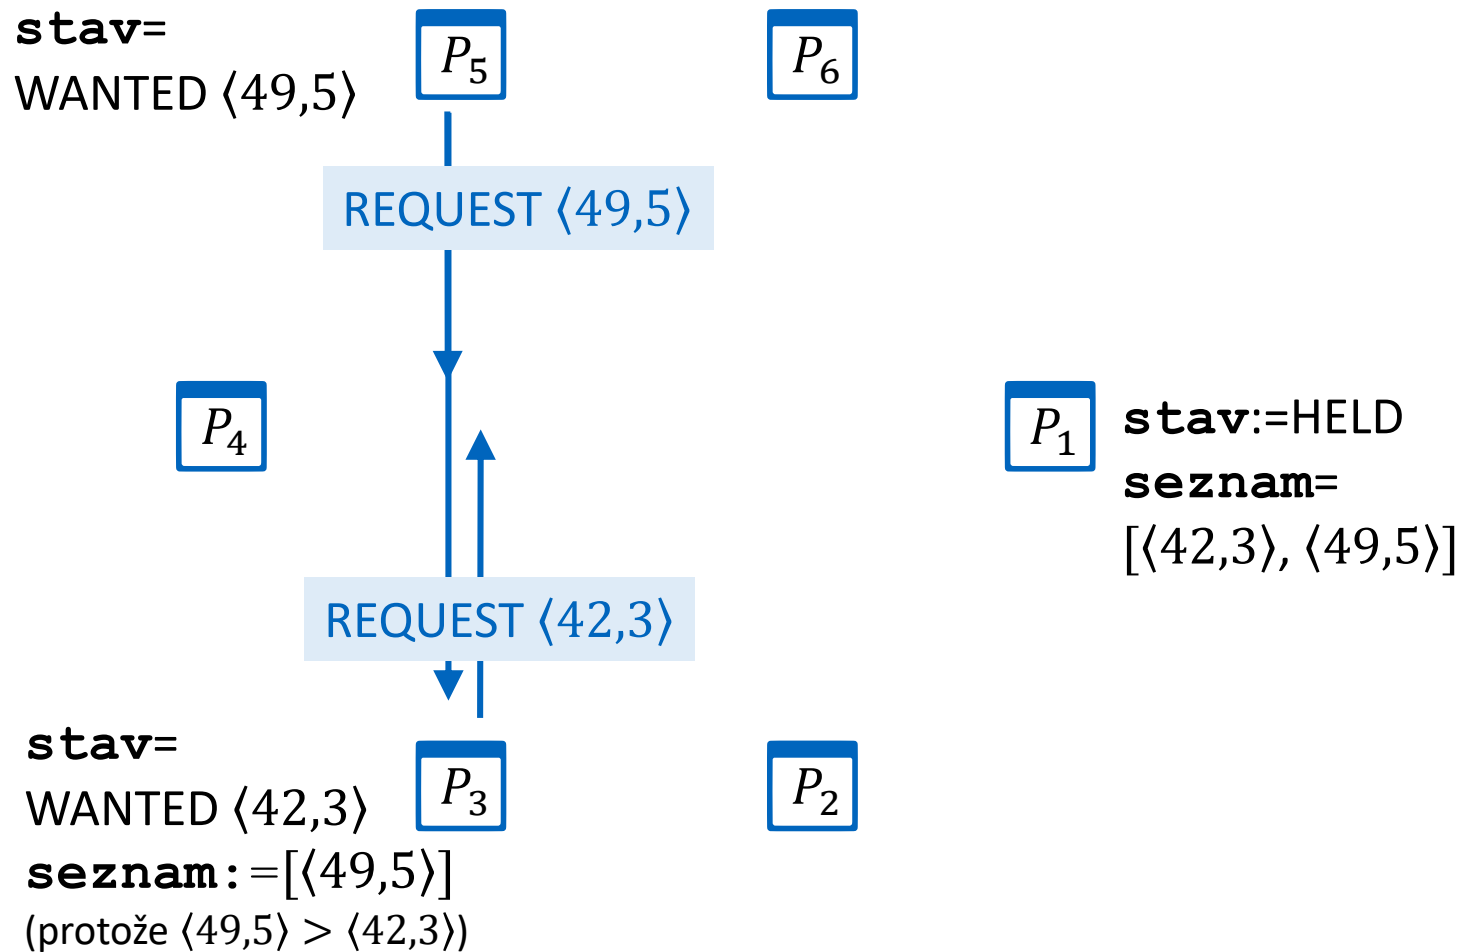 stav=
WANTED ⟨49,5⟩
P5
P6
REQUEST ⟨49,5⟩
P4
P1
stav:=HELD
seznam=
[⟨42,3⟩, ⟨49,5⟩]
REQUEST ⟨42,3⟩
stav=
WANTED ⟨42,3⟩
seznam:=[⟨49,5⟩]
(protože ⟨49,5⟩ > ⟨42,3⟩)
P3
P2